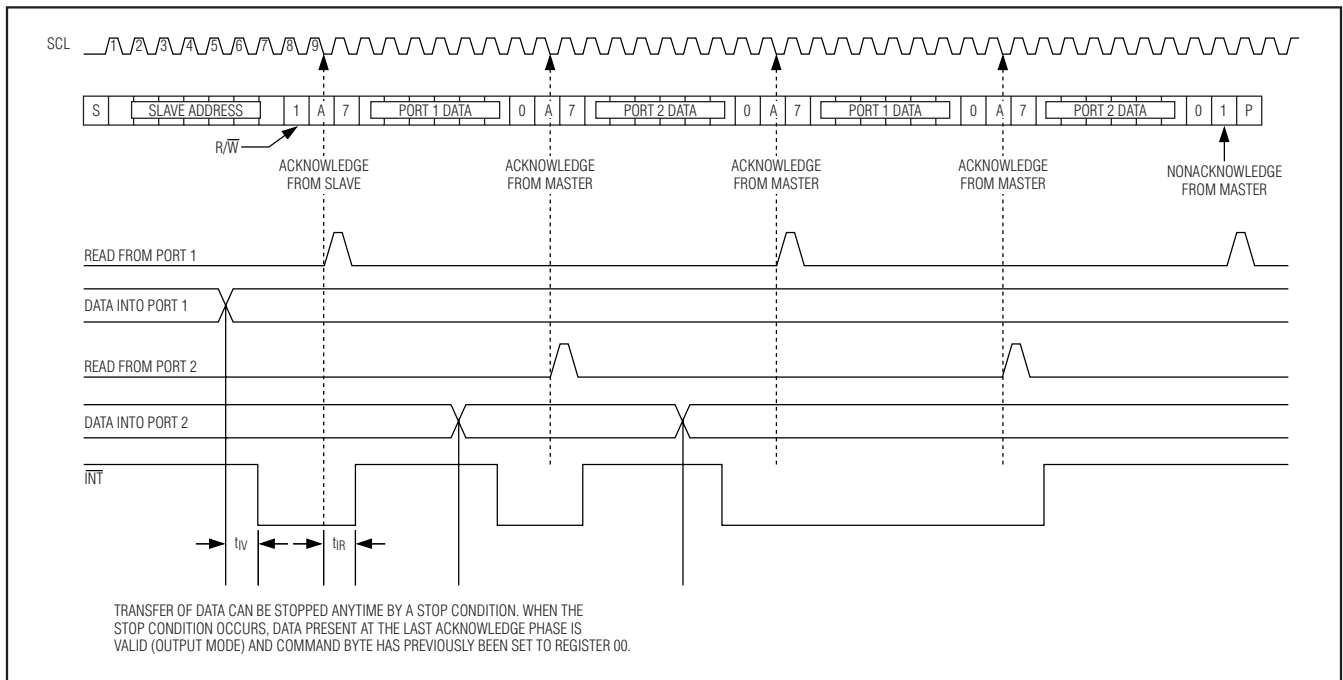 SCL 1 2 3 4 5 6 7 8 9
S SLAVE ADDRESS 1 A 7 PORT 1 DATA 0 A 7 PORT 2 DATA 0 A 7 PORT 1 DATA 0 A 7 PORT 2 DATA 0 1 P
R/W̅
ACKNOWLEDGE
FROM SLAVE
ACKNOWLEDGE
FROM MASTER
ACKNOWLEDGE
FROM MASTER
ACKNOWLEDGE
FROM MASTER
NONACKNOWLEDGE
FROM MASTER
READ FROM PORT 1
DATA INTO PORT 1
READ FROM PORT 2
DATA INTO PORT 2
I̅N̅T̅
tIV tIR
TRANSFER OF DATA CAN BE STOPPED ANYTIME BY A STOP CONDITION. WHEN THE
STOP CONDITION OCCURS, DATA PRESENT AT THE LAST ACKNOWLEDGE PHASE IS
VALID (OUTPUT MODE) AND COMMAND BYTE HAS PREVIOUSLY BEEN SET TO REGISTER 00.